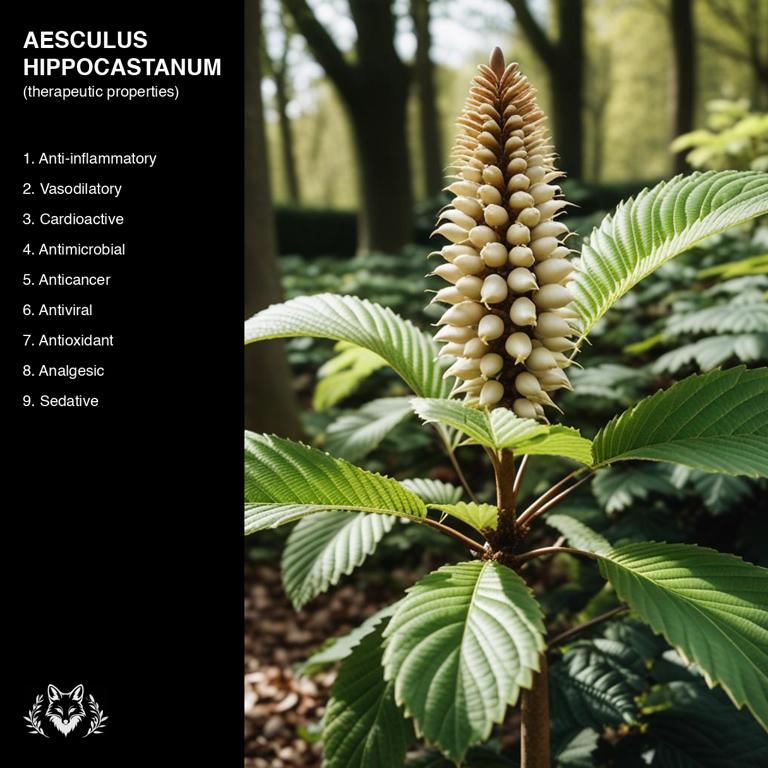 AESCULUS
HIPPOCASTANUM
(therapeutic properties)
1. Anti-inflammatory
2. Vasodilatory
3. Cardioactive
4. Antimicrobial
5. Anticancer
6. Antiviral
7. Antioxidant
8. Analgesic
9. Sedative